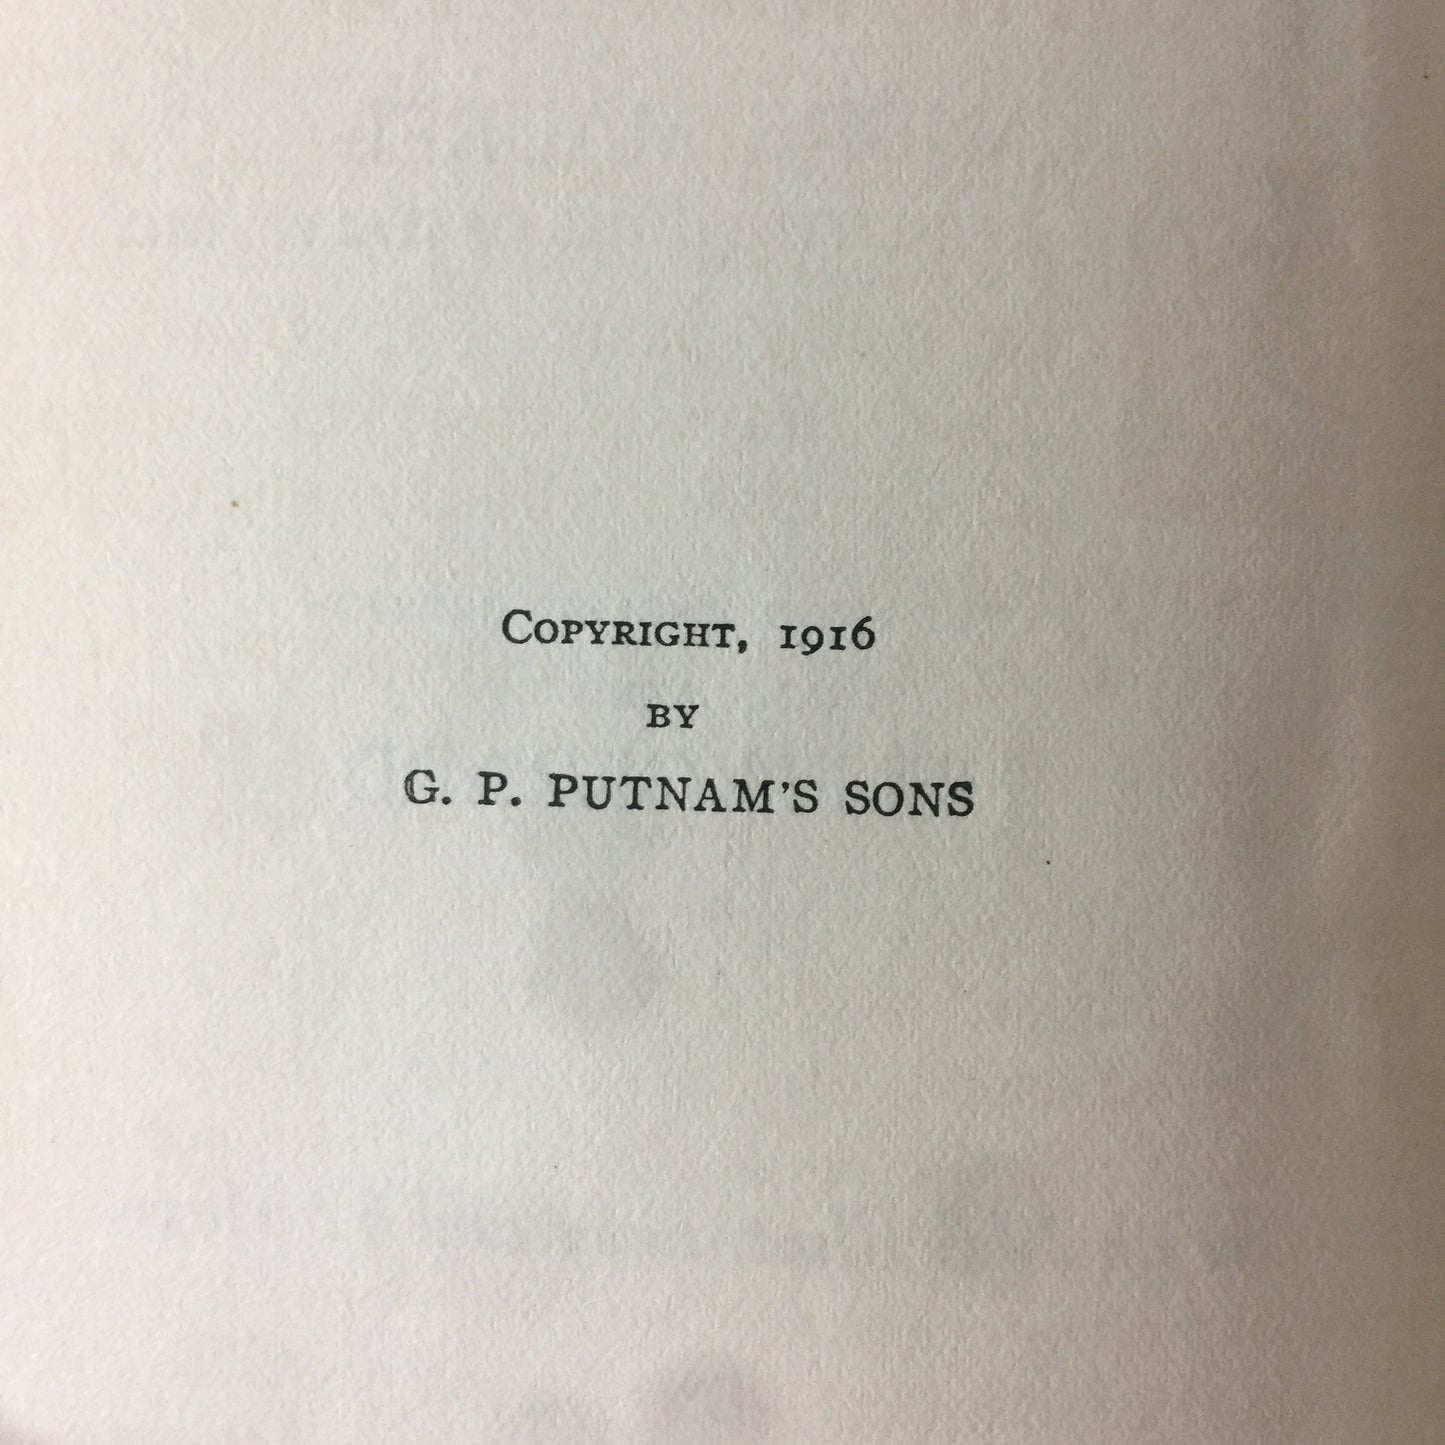 Copyright, 1916
BY
G. P. PUTNAM'S SONS